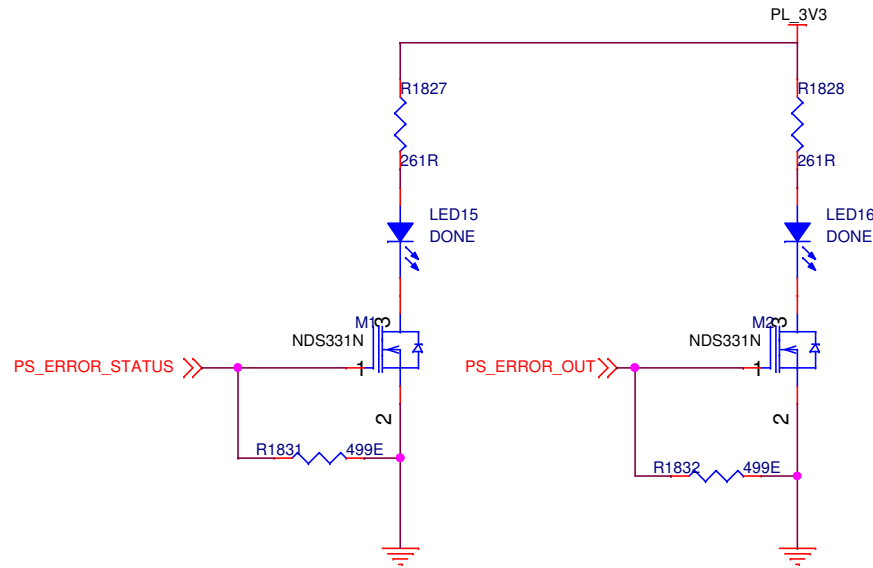 PL_3V3
R1827
R1828
261R
261R
LED15
DONE
LED16
DONE
M1
3
NDS331N
M2
3
NDS331N
PS_ERROR_STATUS
1
PS_ERROR_OUT
1
2
2
R1831
499E
R1832
499E